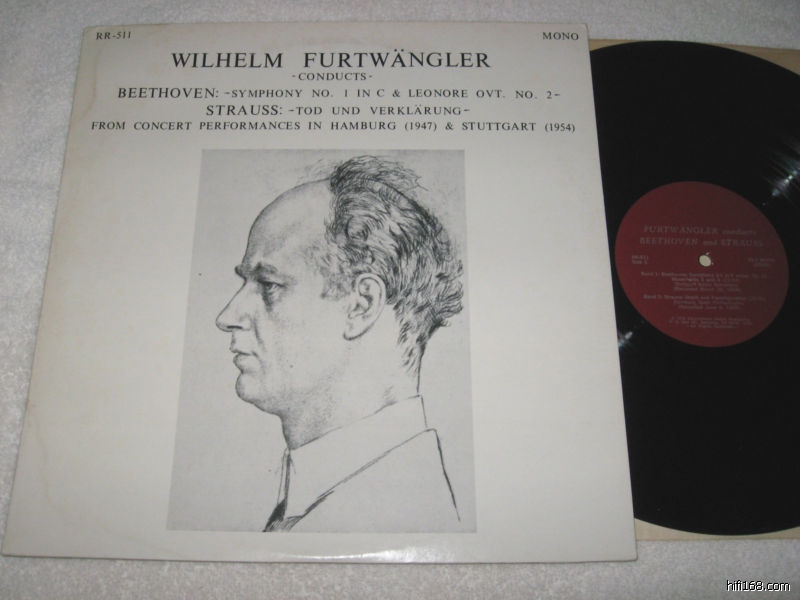 RR-511 MONO
WILHELM FURTWÄNGLER
-CONDUCTS-
BEETHOVEN: -SYMPHONY NO. 1 IN C & LEONORE OVT. NO. 2-
STRAUSS: -TOD UND VERKLÄRUNG-
FROM CONCERT PERFORMANCES IN HAMBURG (1947) & STUTTGART (1954)
FURTWÄNGLER conducts
BEETHOVEN and STRAUSS
hifi168.com